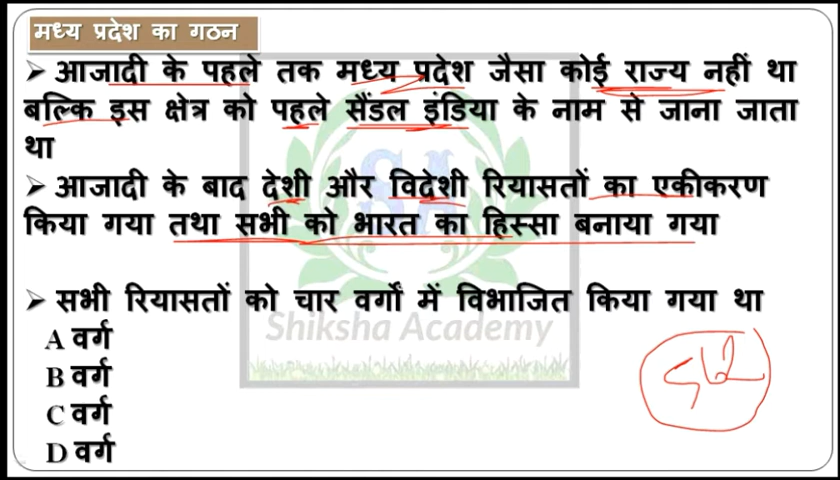 मध्य प्रदेश का गठन
➢ आजादी के पहले तक मध्य प्रदेश जैसा कोई राज्य नहीं था
बल्कि इस क्षेत्र को पहले सैंडल इंडिया के नाम से जाना जाता
था
➢ आजादी के बाद देशी और विदेशी रियासतों का एकीकरण
किया गया तथा सभी को भारत का हिस्सा बनाया गया
➢ सभी रियासतों को चार वर्गों में विभाजित किया गया था
Shiksha Academy
A वर्ग
B वर्ग
C वर्ग
D वर्ग
562